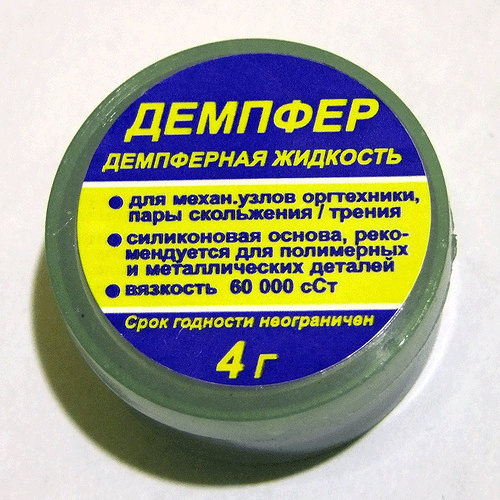 ДЕМПФЕР
ДЕМПФЕРНАЯ ЖИДКОСТЬ
• для механ.узлов оргтехники,
пары скольжения / трения
• силиконовая основа, реко-
мендуется для полимерных
и металлических деталей
• вязкость 60 000 сСт
Срок годности неограничен
4 г